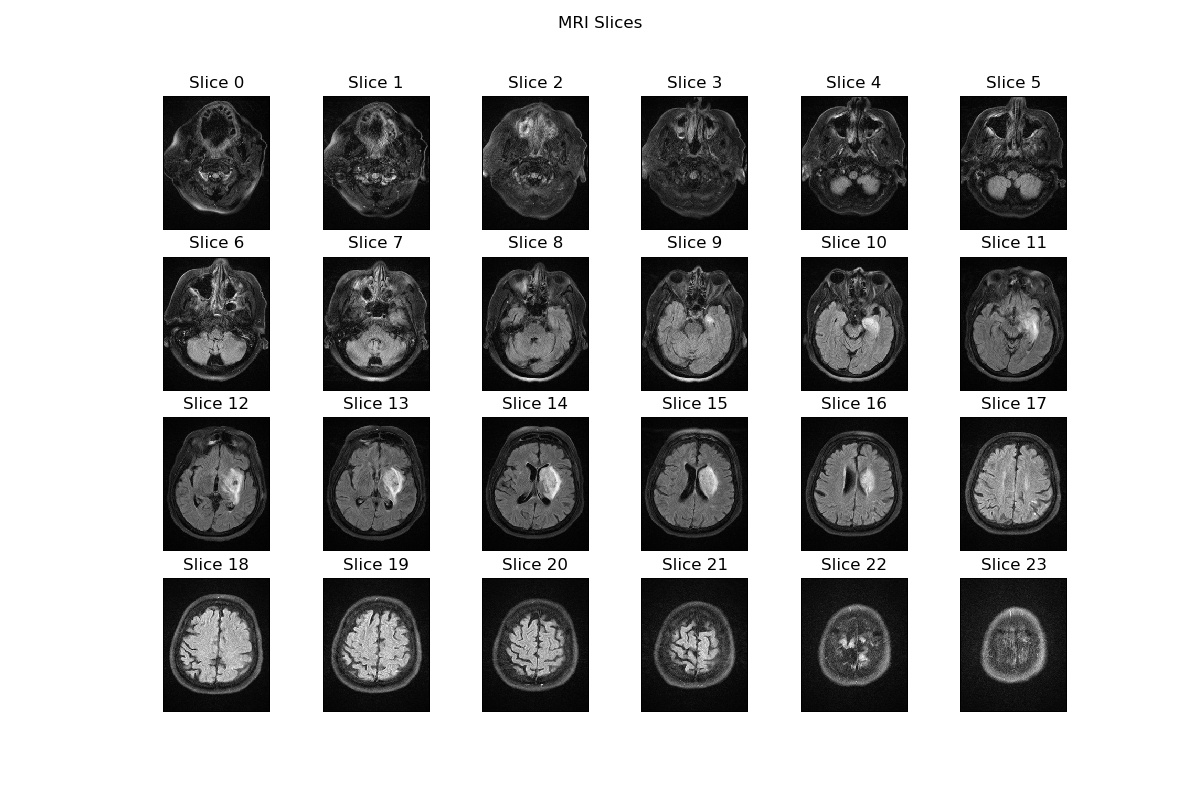 MRI Slices
Slice 0
Slice 1
Slice 2
Slice 3
Slice 4
Slice 5
Slice 6
Slice 7
Slice 8
Slice 9
Slice 10
Slice 11
Slice 12
Slice 13
Slice 14
Slice 15
Slice 16
Slice 17
Slice 18
Slice 19
Slice 20
Slice 21
Slice 22
Slice 23